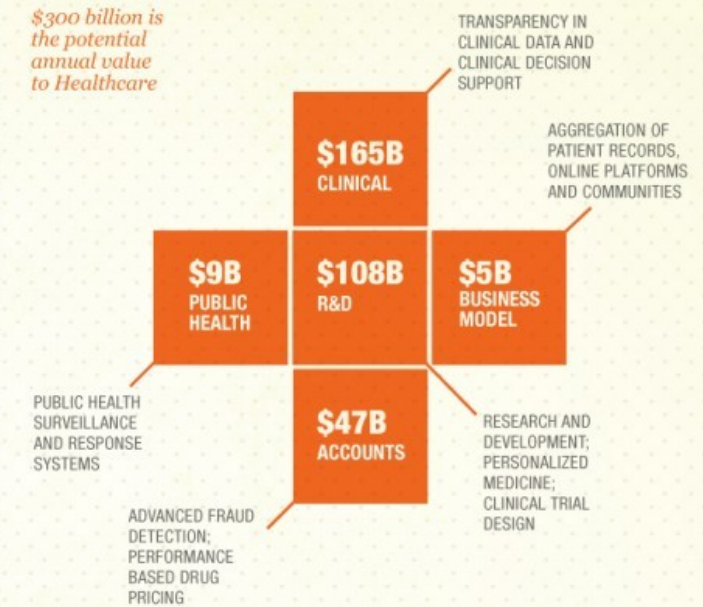 $300 billion is
the potential
annual value
to Healthcare
TRANSPARENCY IN
CLINICAL DATA AND
CLINICAL DECISION
SUPPORT
$165B
CLINICAL
AGGREGATION OF
PATIENT RECORDS,
ONLINE PLATFORMS
AND COMMUNITIES
$9B
PUBLIC
HEALTH
$108B
R&D
$5B
BUSINESS
MODEL
PUBLIC HEALTH
SURVEILLANCE
AND RESPONSE
SYSTEMS
$47B
ACCOUNTS
RESEARCH AND
DEVELOPMENT;
PERSONALIZED
MEDICINE;
CLINICAL TRIAL
DESIGN
ADVANCED FRAUD
DETECTION;
PERFORMANCE
BASED DRUG
PRICING